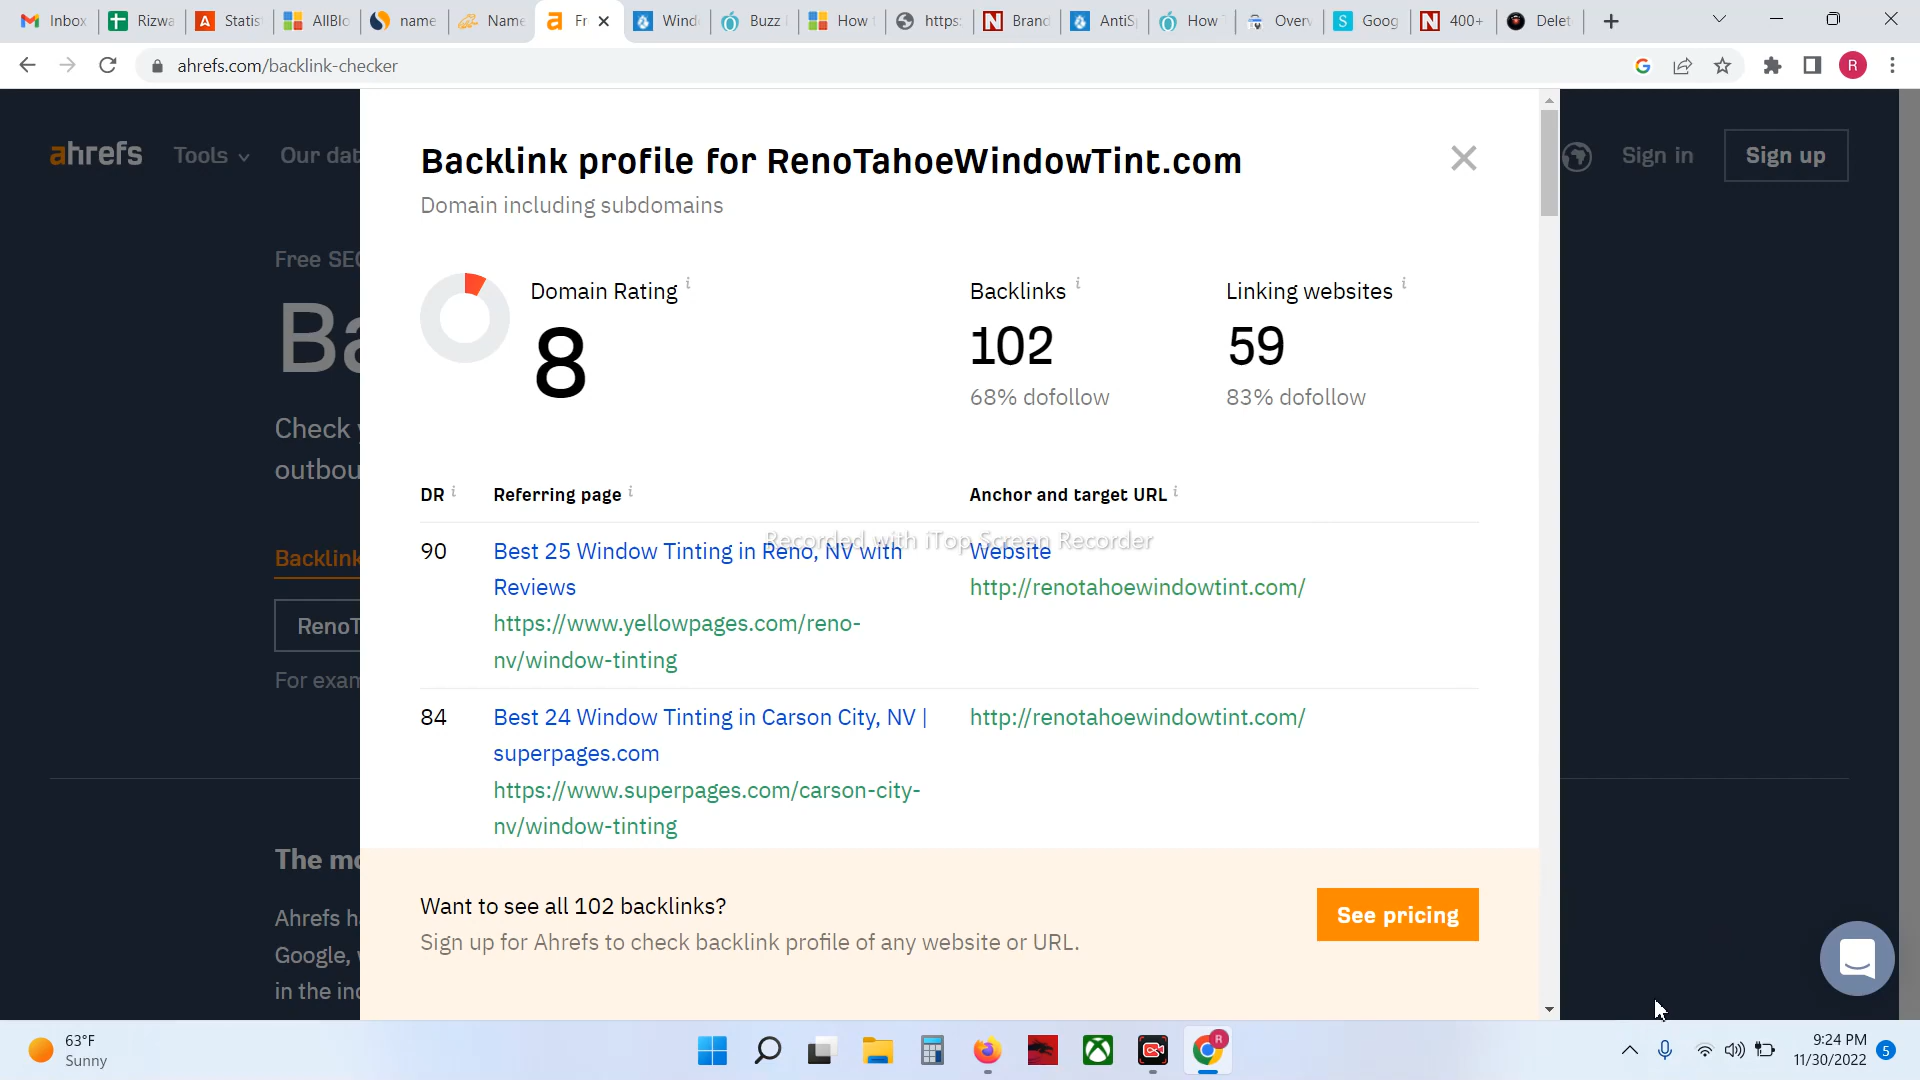 Inbox Rizwa Statis AllBlo name Name Fr Wind Buzz How t https: Brand AntiSp How T Overv Goog 400+ Delet
ahrefs.com/backlink-checker
R
ahrefs Tools Our dat
Sign in Sign up
Backlink profile for RenoTahoeWindowTint.com
Domain including subdomains
Free SEO
Ba
Domain Rating i Backlinks i Linking websites i
8 102 59
68% dofollow 83% dofollow
Check y
outbou
DR i Referring page i Anchor and target URL i
Recorded with iTop Screen Recorder
90 Best 25 Window Tinting in Reno, NV with Website
Reviews http://renotahoewindowtint.com/
https://www.yellowpages.com/reno-
nv/window-tinting
Backlink
RenoT
For exam
84 Best 24 Window Tinting in Carson City, NV | http://renotahoewindowtint.com/
superpages.com
https://www.superpages.com/carson-city-
nv/window-tinting
The mo
Want to see all 102 backlinks?
See pricing
Sign up for Ahrefs to check backlink profile of any website or URL.
Ahrefs ha
Google, w
in the ind
63°F
Sunny
R
9:24 PM
11/30/2022
5